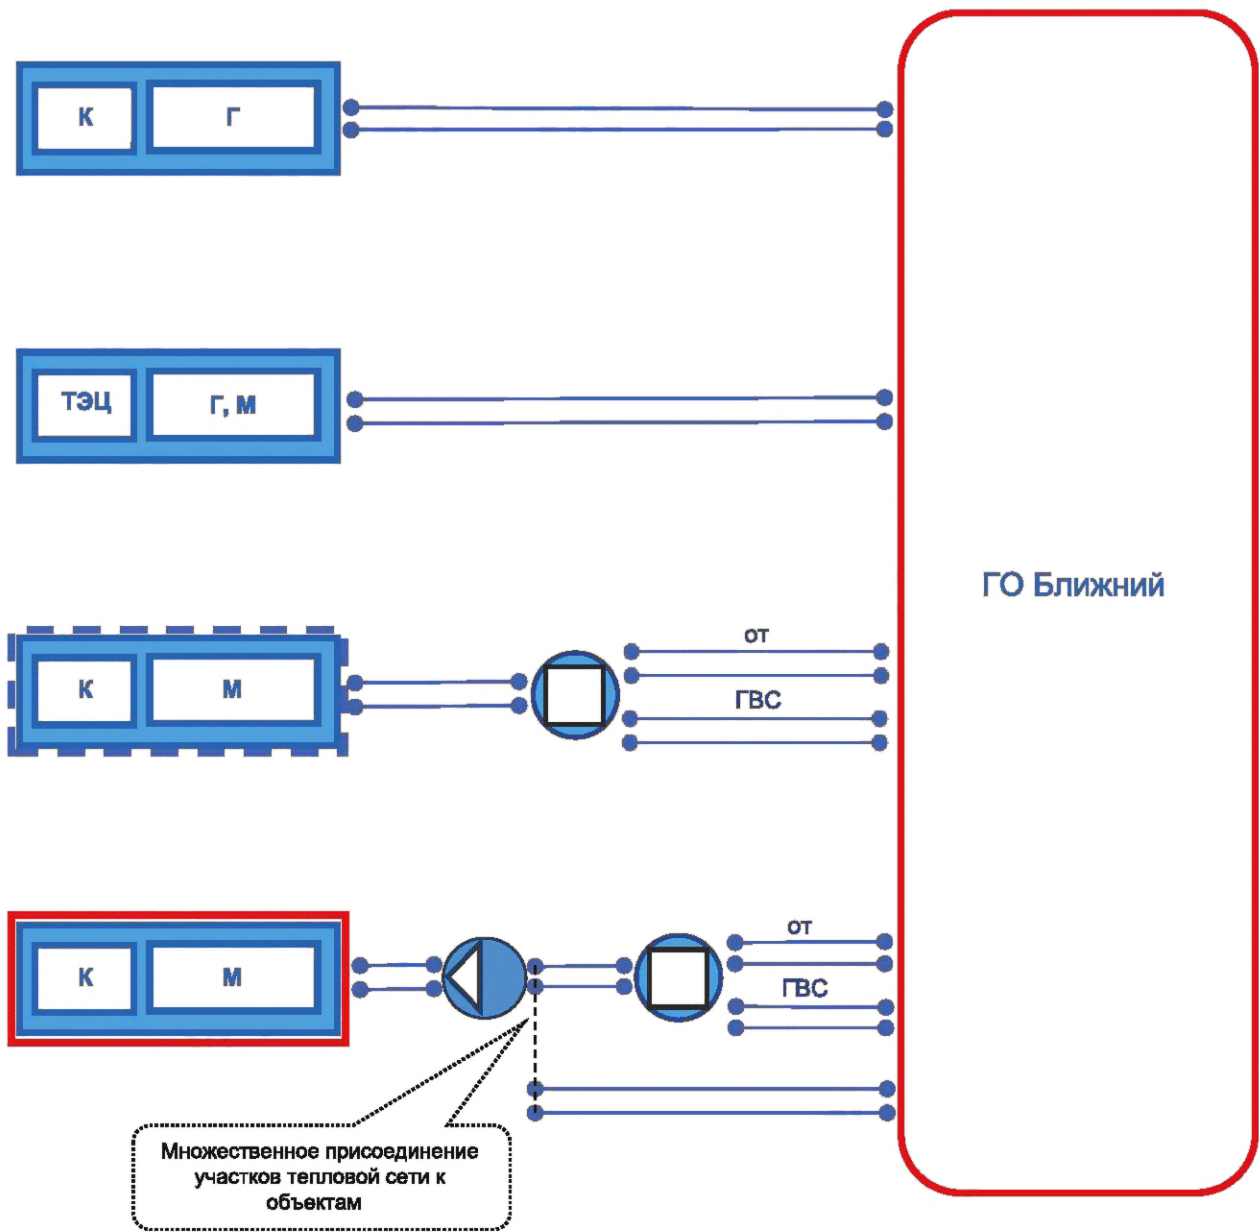 К
Г
ТЭЦ
Г, М
ГО Ближний
К
М
от
ГВС
К
М
от
ГВС
Множественное присоединение
участков тепловой сети к
объектам